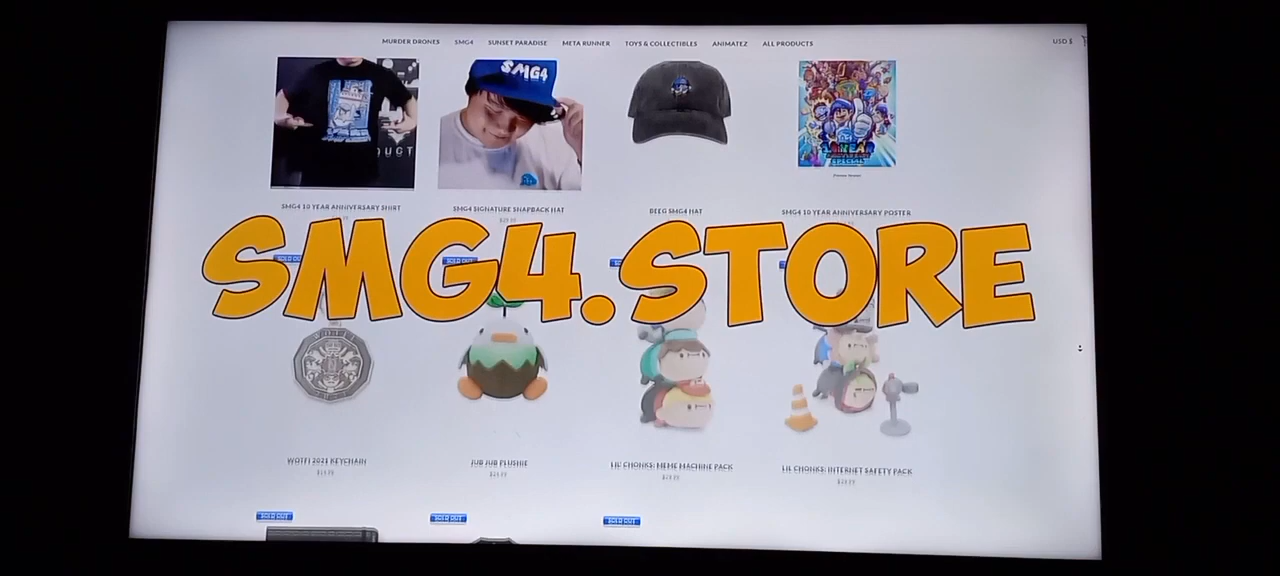 MURDER DRONES SMG4 SUNSET PARADISE META RUNNER TOYS & COLLECTIBLES ANIMATEZ ALL PRODUCTS USD $
SMG4
SMG4 10 YEAR ANNIVERSARY SHIRT SMG4 SIGNATURE SNAPBACK HAT BEEG SMG4 HAT SMG4 10 YEAR ANNIVERSARY POSTER
SMG4.STORE
SOLD OUT SOLD OUT
WOTFI 2021 KEYCHAIN JUB JUB PLUSHIE LIL' CHONKS: MEME MACHINE PACK LIL CHONKS: INTERNET SAFETY PACK
SOLD OUT SOLD OUT SOLD OUT